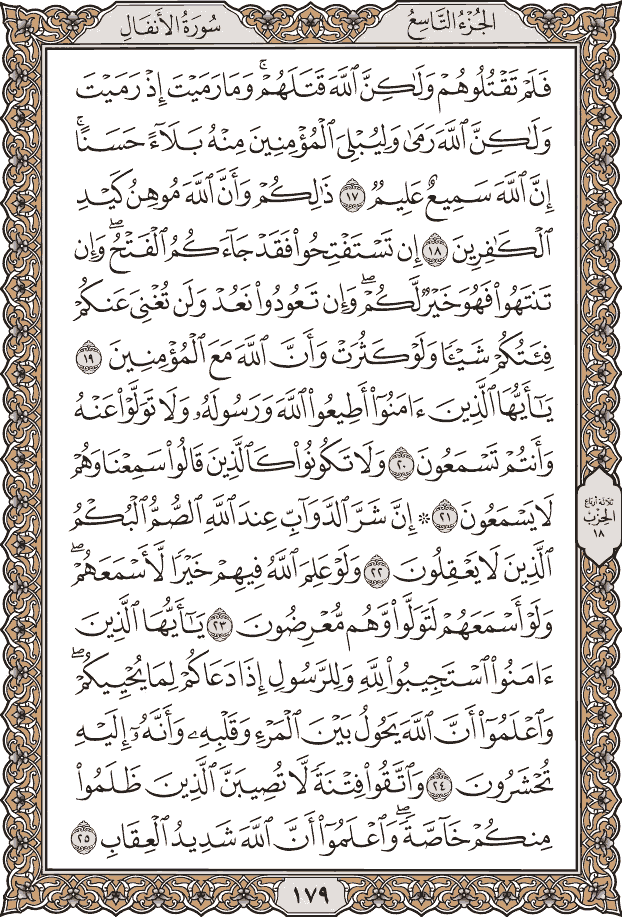 الجُزْءُ التَّاسِعُ
سُورَةُ الأَنفَالِ
فَلَمْ تَقْتُلُوهُمْ وَلَٰكِنَّ ٱللَّهَ قَتَلَهُمْۚ وَمَا رَمَيْتَ إِذْ رَمَيْتَ
وَلَٰكِنَّ ٱللَّهَ رَمَىٰ وَلِيُبْلِيَ ٱلْمُؤْمِنِينَ مِنْهُ بَلَآءً حَسَنًاۚ
إِنَّ ٱللَّهَ سَمِيعٌ عَلِيمٌ ١٧ ذَٰلِكُمْ وَأَنَّ ٱللَّهَ مُوهِنُ كَيْدِ
ٱلْكَٰفِرِينَ ١٨ إِن تَسْتَفْتِحُوا۟ فَقَدْ جَآءَكُمُ ٱلْفَتْحُۖ وَإِن
تَنتَهُوا۟ فَهُوَ خَيْرٌ لَّكُمْۖ وَإِن تَعُودُوا۟ نَعُدْ وَلَن تُغْنِيَ عَنكُمْ
فِئَتُكُمْ شَيْـًٔا وَلَوْ كَثُرَتْ وَأَنَّ ٱللَّهَ مَعَ ٱلْمُؤْمِنِينَ ١٩
يَٰٓأَيُّهَا ٱلَّذِينَ ءَامَنُوٓا۟ أَطِيعُوا۟ ٱللَّهَ وَرَسُولَهُۥ وَلَا تَوَلَّوْا۟ عَنْهُ
وَأَنتُمْ تَسْمَعُونَ ٢٠ وَلَا تَكُونُوا۟ كَٱلَّذِينَ قَالُوا۟ سَمِعْنَا وَهُمْ
لَا يَسْمَعُونَ ٢١ ۞ إِنَّ شَرَّ ٱلدَّوَآبِّ عِندَ ٱللَّهِ ٱلصُّمُّ ٱلْبُكْمُ
ٱلَّذِينَ لَا يَعْقِلُونَ ٢٢ وَلَوْ عَلِمَ ٱللَّهُ فِيهِمْ خَيْرًا لَّأَسْمَعَهُمْۖ
وَلَوْ أَسْمَعَهُمْ لَتَوَلَّوا۟ وَّهُم مُّعْرِضُونَ ٢٣ يَٰٓأَيُّهَا ٱلَّذِينَ
ءَامَنُوا۟ ٱسْتَجِيبُوا۟ لِلَّهِ وَلِلرَّسُولِ إِذَا دَعَاكُمْ لِمَا يُحْيِيكُمْۖ
وَٱعْلَمُوٓا۟ أَنَّ ٱللَّهَ يَحُولُ بَيْنَ ٱلْمَرْءِ وَقَلْبِهِۦ وَأَنَّهُۥٓ إِلَيْهِ
تُحْشَرُونَ ٢٤ وَٱتَّقُوا۟ فِتْنَةً لَّا تُصِيبَنَّ ٱلَّذِينَ ظَلَمُوا۟
مِنكُمْ خَآصَّةًۖ وَٱعْلَمُوٓا۟ أَنَّ ٱللَّهَ شَدِيدُ ٱلْعِقَابِ ٢٥
ثلاثة أرباع
الحزب
١٨
١٧٩